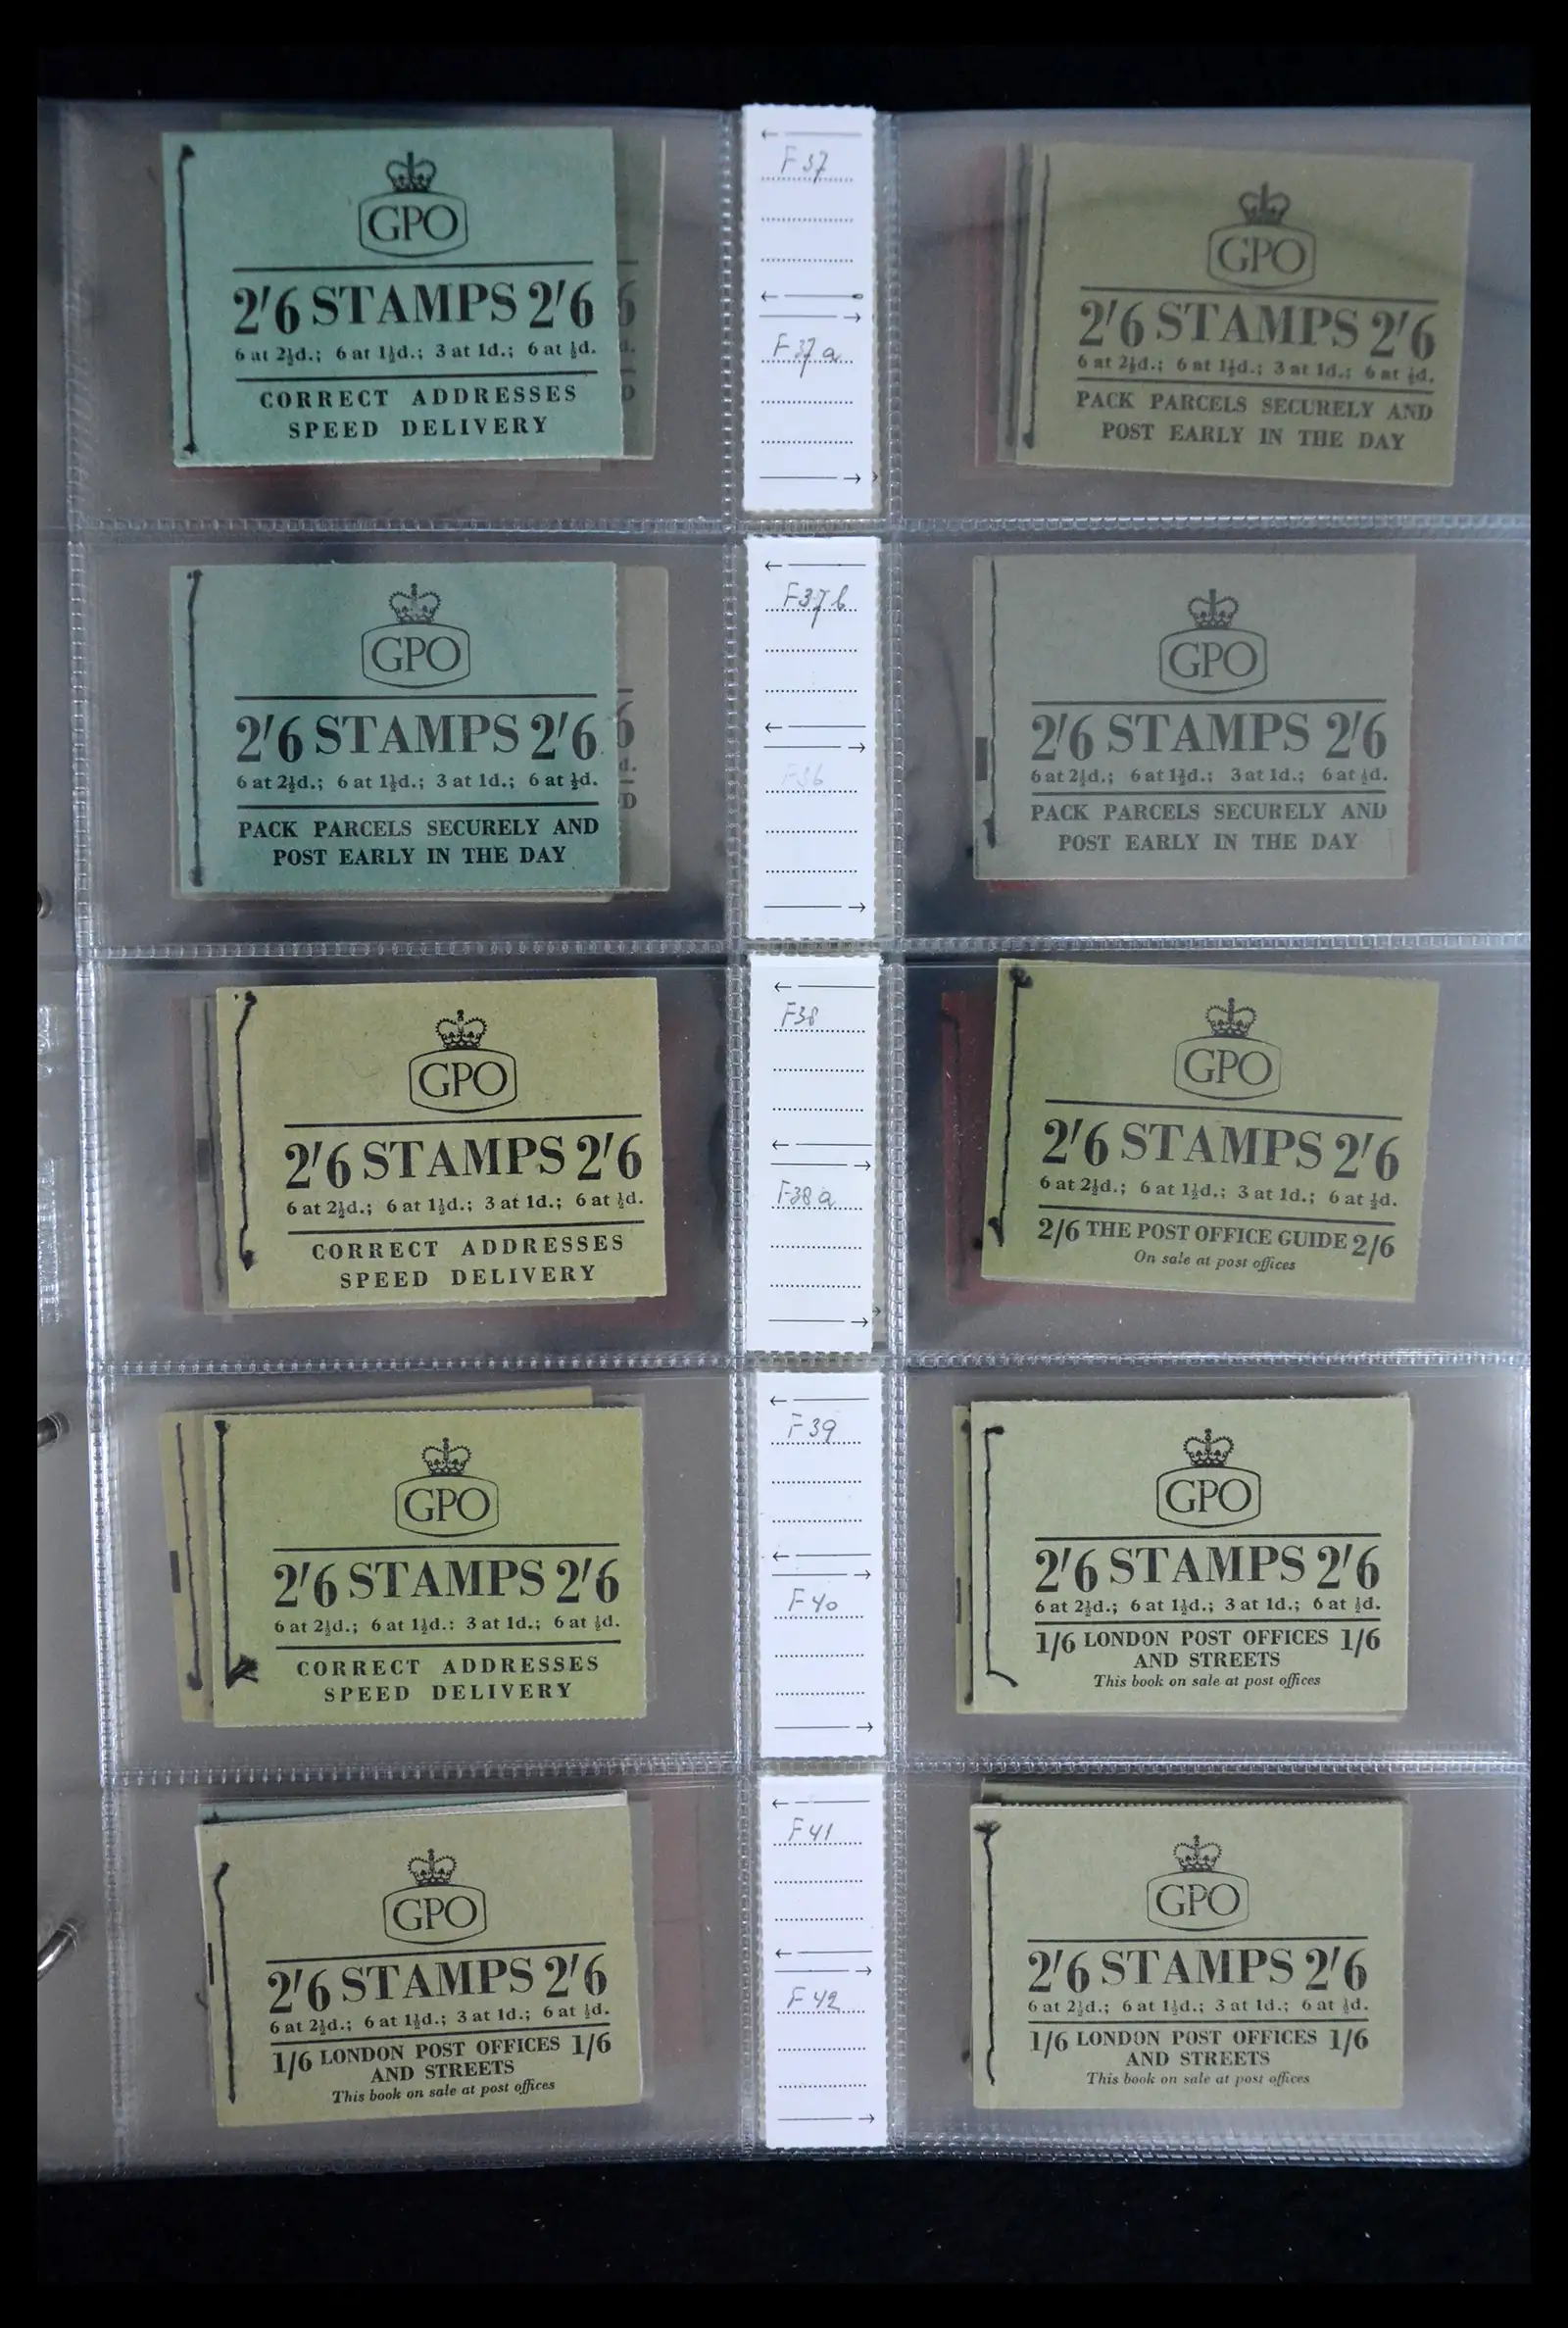 GPO
2'6 STAMPS 2'6
6 at 2½d.; 6 at 1½d.; 3 at 1d.; 6 at ½d.
CORRECT ADDRESSES
SPEED DELIVERY
6
d.
D
F37
F37a
GPO
2'6 STAMPS 2'6
6 at 2½d.; 6 at 1½d.; 3 at 1d.; 6 at ½d.
PACK PARCELS SECURELY AND
POST EARLY IN THE DAY
GPO
2'6 STAMPS 2'6
6 at 2½d.; 6 at 1½d.; 3 at 1d.; 6 at ½d.
PACK PARCELS SECURELY AND
POST EARLY IN THE DAY
6
d.
D
F37b
F36
GPO
2'6 STAMPS 2'6
6 at 2½d.; 6 at 1½d.; 3 at 1d.; 6 at ½d.
PACK PARCELS SECURELY AND
POST EARLY IN THE DAY
GPO
2'6 STAMPS 2'6
6 at 2½d.; 6 at 1½d.; 3 at 1d.; 6 at ½d.
CORRECT ADDRESSES
SPEED DELIVERY
F38
F38a
GPO
2'6 STAMPS 2'6
6 at 2½d.; 6 at 1½d.; 3 at 1d.; 6 at ½d.
2/6 THE POST OFFICE GUIDE 2/6
On sale at post offices
GPO
2'6 STAMPS 2'6
6 at 2½d.; 6 at 1½d.: 3 at 1d.; 6 at ½d.
CORRECT ADDRESSES
SPEED DELIVERY
F39
F40
GPO
2'6 STAMPS 2'6
6 at 2½d.; 6 at 1½d.; 3 at 1d.; 6 at ½d.
1/6 LONDON POST OFFICES 1/6
AND STREETS
This book on sale at post offices
GPO
2'6 STAMPS 2'6
6 at 2½d.; 6 at 1½d.; 3 at 1d.; 6 at ½d.
1/6 LONDON POST OFFICES 1/6
AND STREETS
This book on sale at post offices
F41
F42
GPO
2'6 STAMPS 2'6
6 at 2½d.; 6 at 1½d.; 3 at 1d.; 6 at ½d.
1/6 LONDON POST OFFICES 1/6
AND STREETS
This book on sale at post offices